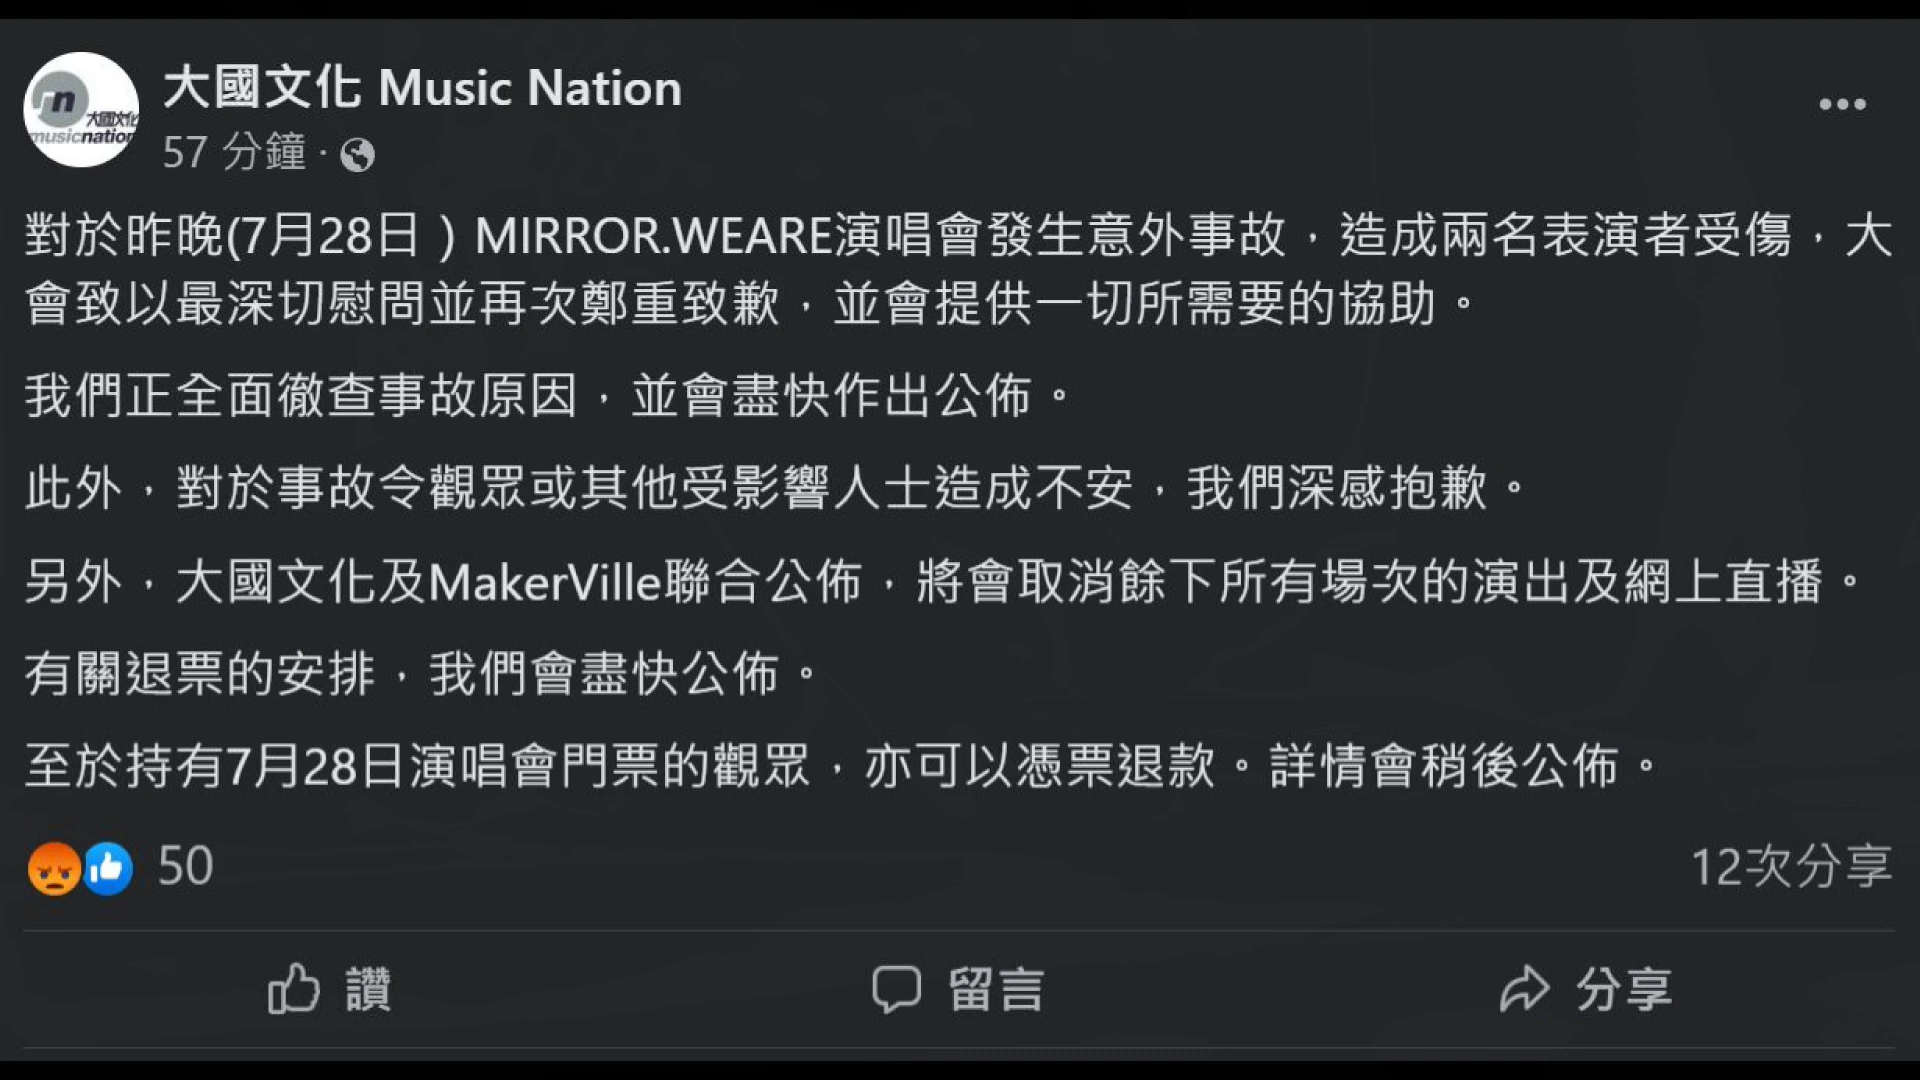 大國文化 Music Nation
mn
大國文化
musicnation
57 分鐘 ·
對於昨晚(7月28日 ) MIRROR.WEARE演唱會發生意外事故，造成兩名表演者受傷，大
會致以最深切慰問並再次鄭重致歉，並會提供一切所需要的協助。
我們正全面徹查事故原因，並會盡快作出公佈。
此外，對於事故令觀眾或其他受影響人士造成不安，我們深感抱歉。
另外，大國文化及MakerVille聯合公佈，將會取消餘下所有場次的演出及網上直播。
有關退票的安排，我們會盡快公佈。
至於持有7月28日演唱會門票的觀眾，亦可以憑票退款。詳情會稍後公佈。
50
12次分享
讚
留言
分享